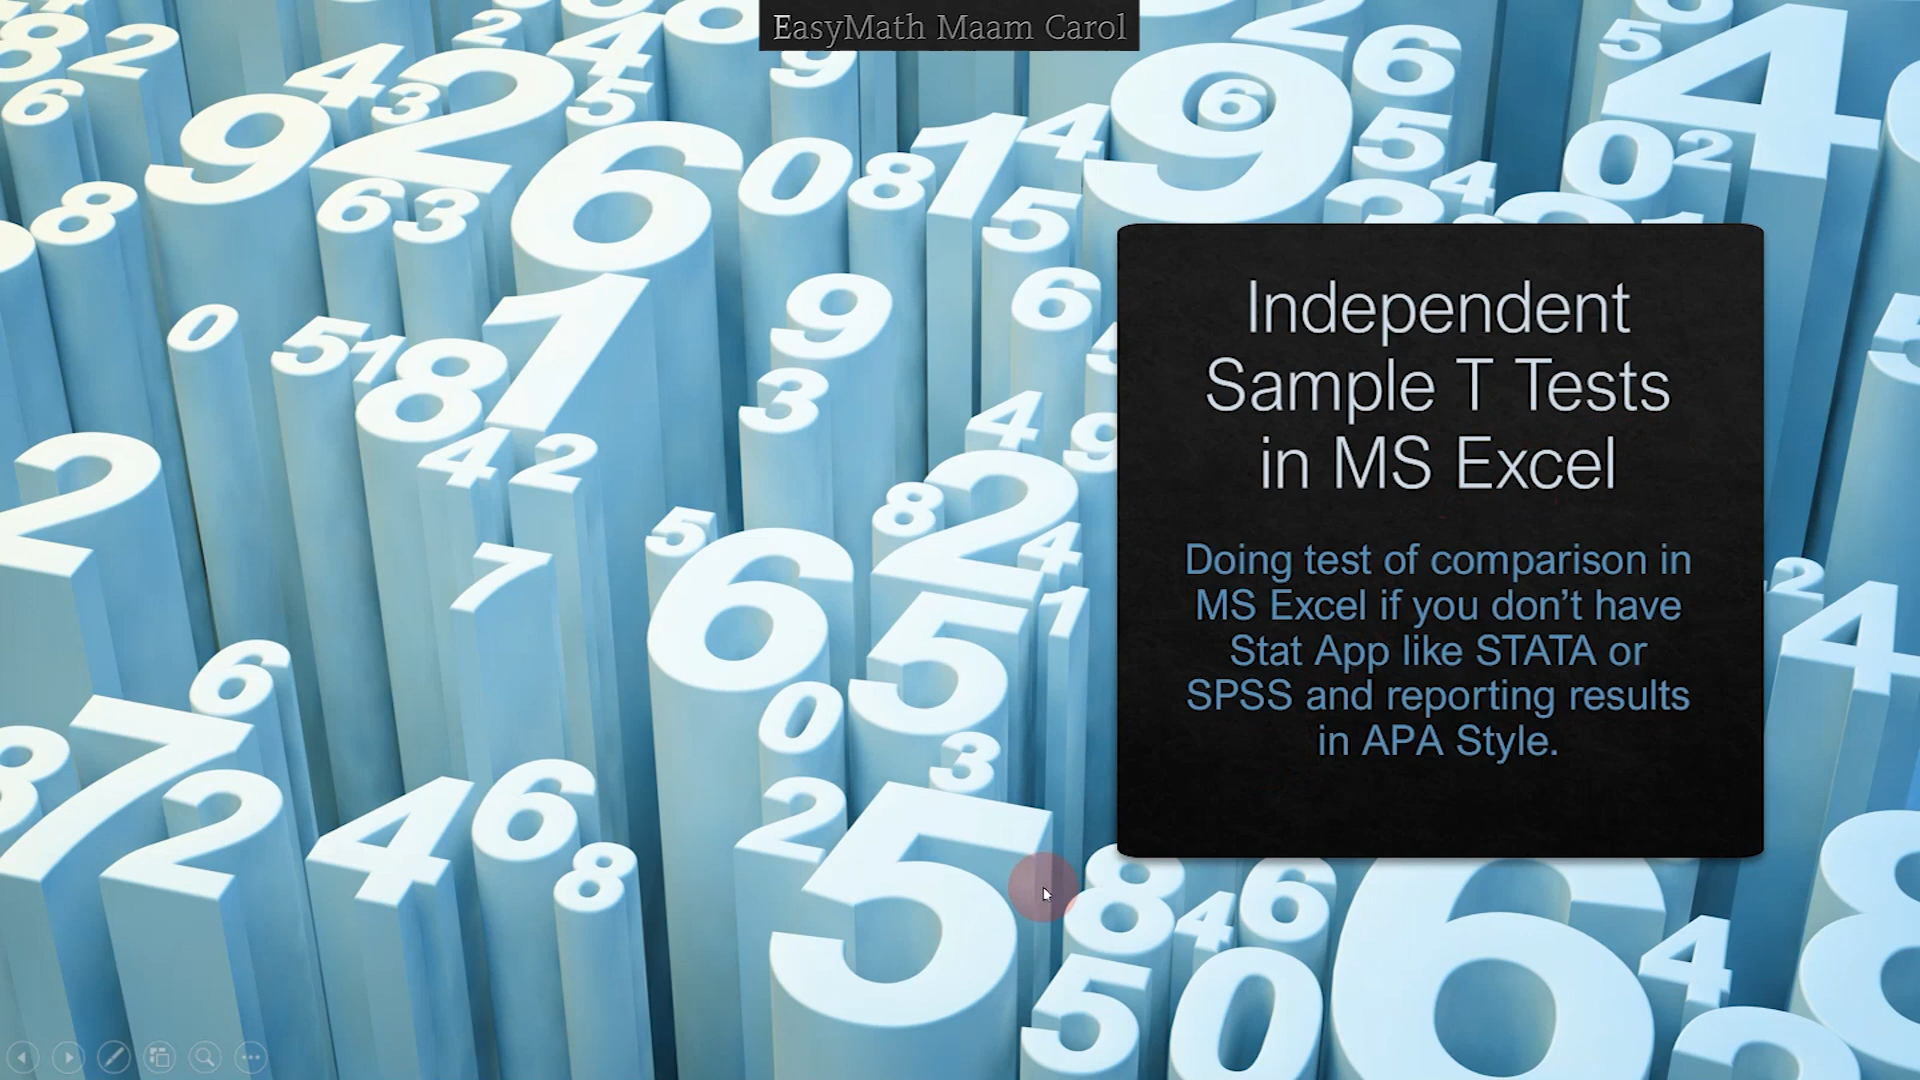 EasyMath Maam Carol
Independent
Sample T Tests
in MS Excel
Doing test of comparison in
MS Excel if you don’t have
Stat App like STATA or
SPSS and reporting results
in APA Style.